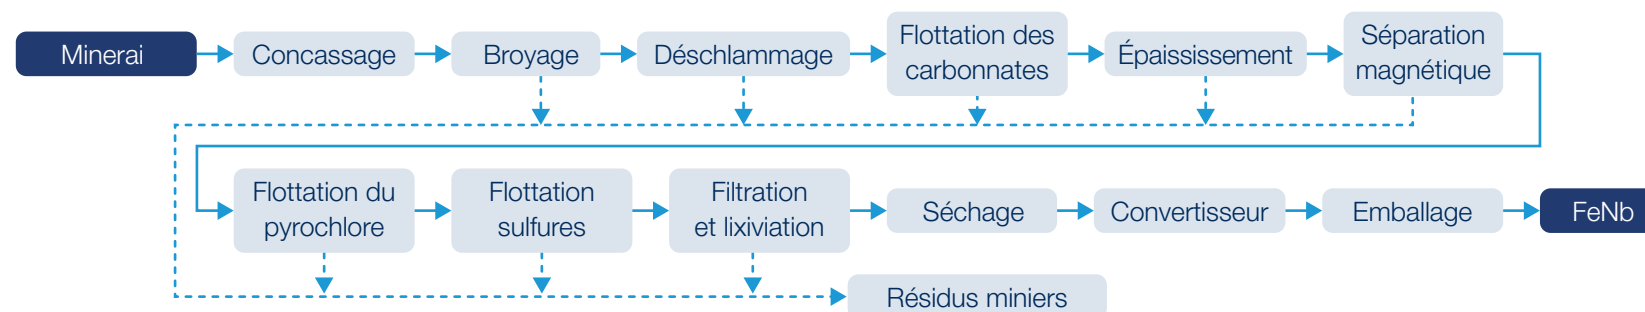 Minerai
Concassage
Broyage
Déschlammage
Flottation des
carbonnates
Épaississement
Séparation
magnétique
Flottation du
pyrochlore
Flottation
sulfures
Filtration
et lixiviation
Séchage
Convertisseur
Emballage
FeNb
Résidus miniers